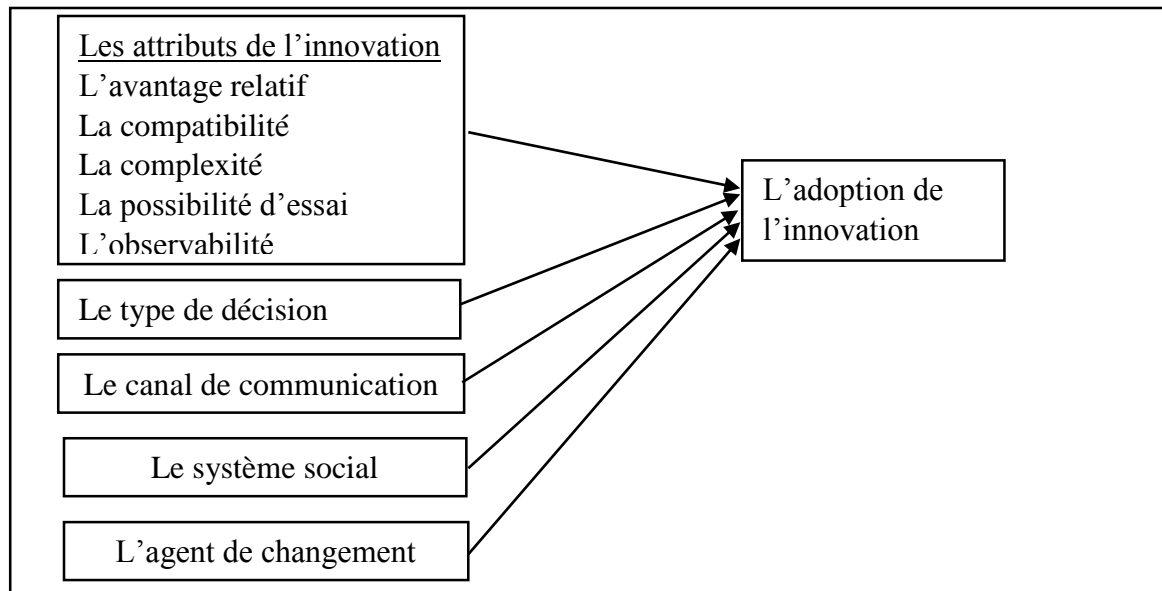 Les attributs de l’innovation
L’avantage relatif
La compatibilité
La complexité
La possibilité d’essai
L’observabilité
L’adoption de
l’innovation
Le type de décision
Le canal de communication
Le système social
L’agent de changement